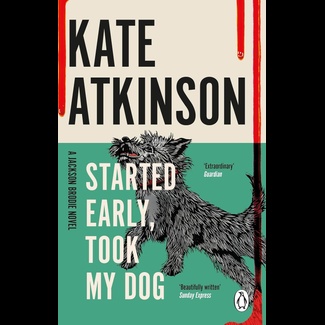 KATE
ATKINSON
A JACKSON BRODIE NOVEL
STARTED
EARLY,
TOOK
MY DOG
'Extraordinary'
Guardian
'Beautifully written'
Sunday Express